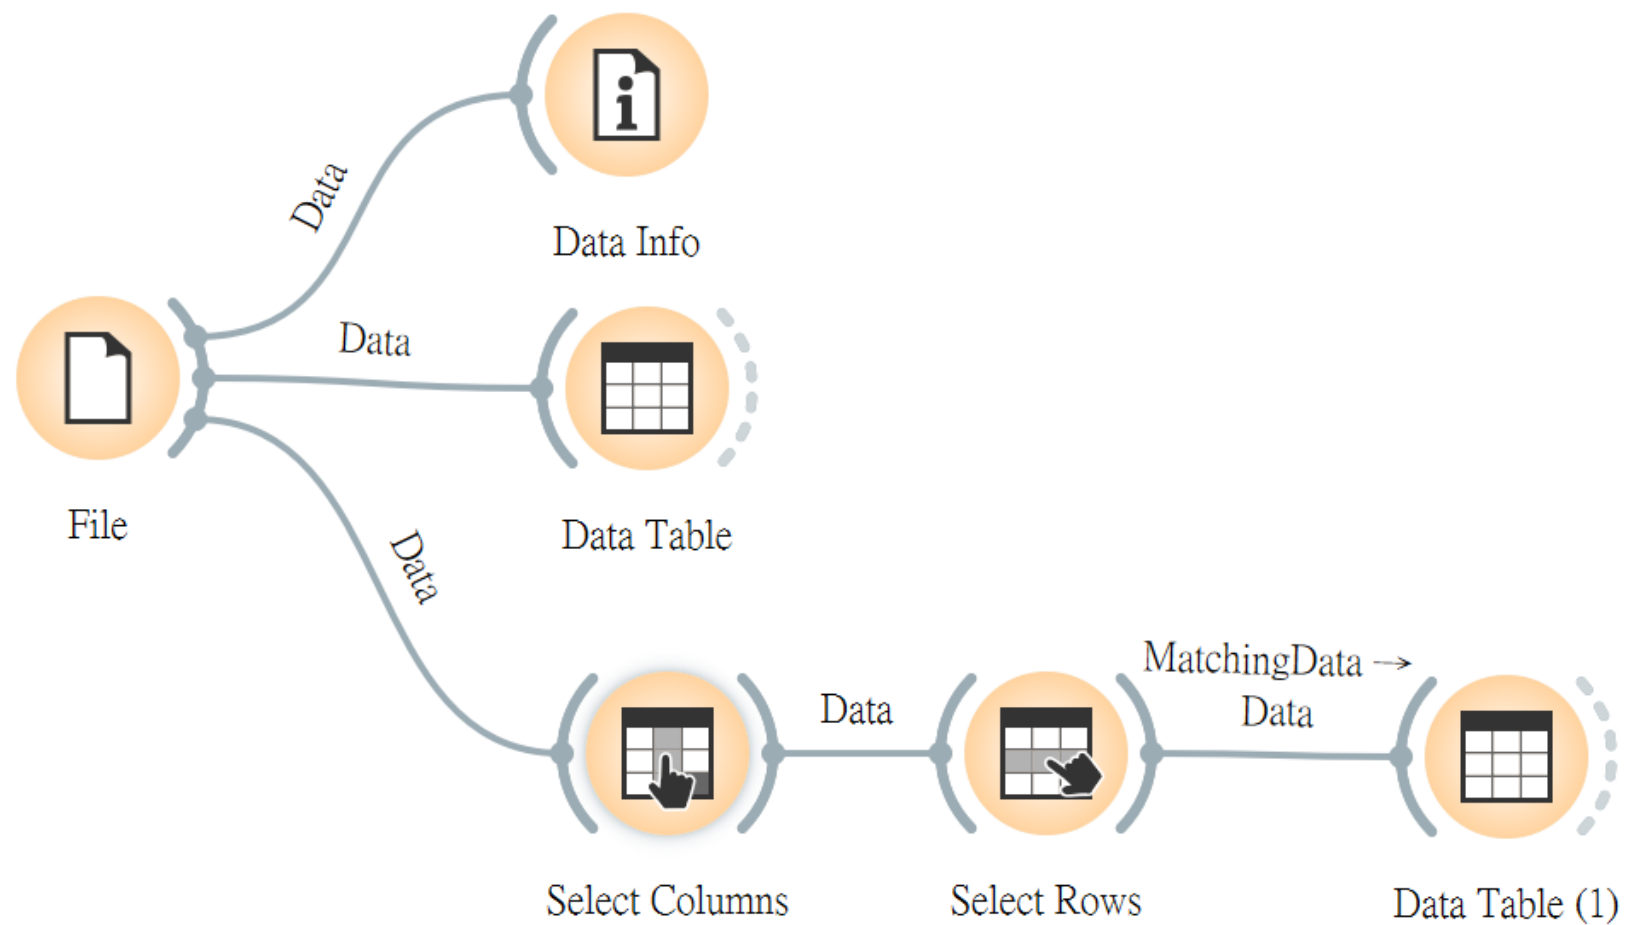 Data
Data Info
Data
File
Data Table
Data
MatchingData →
Data
Data
Select Columns
Select Rows
Data Table (1)